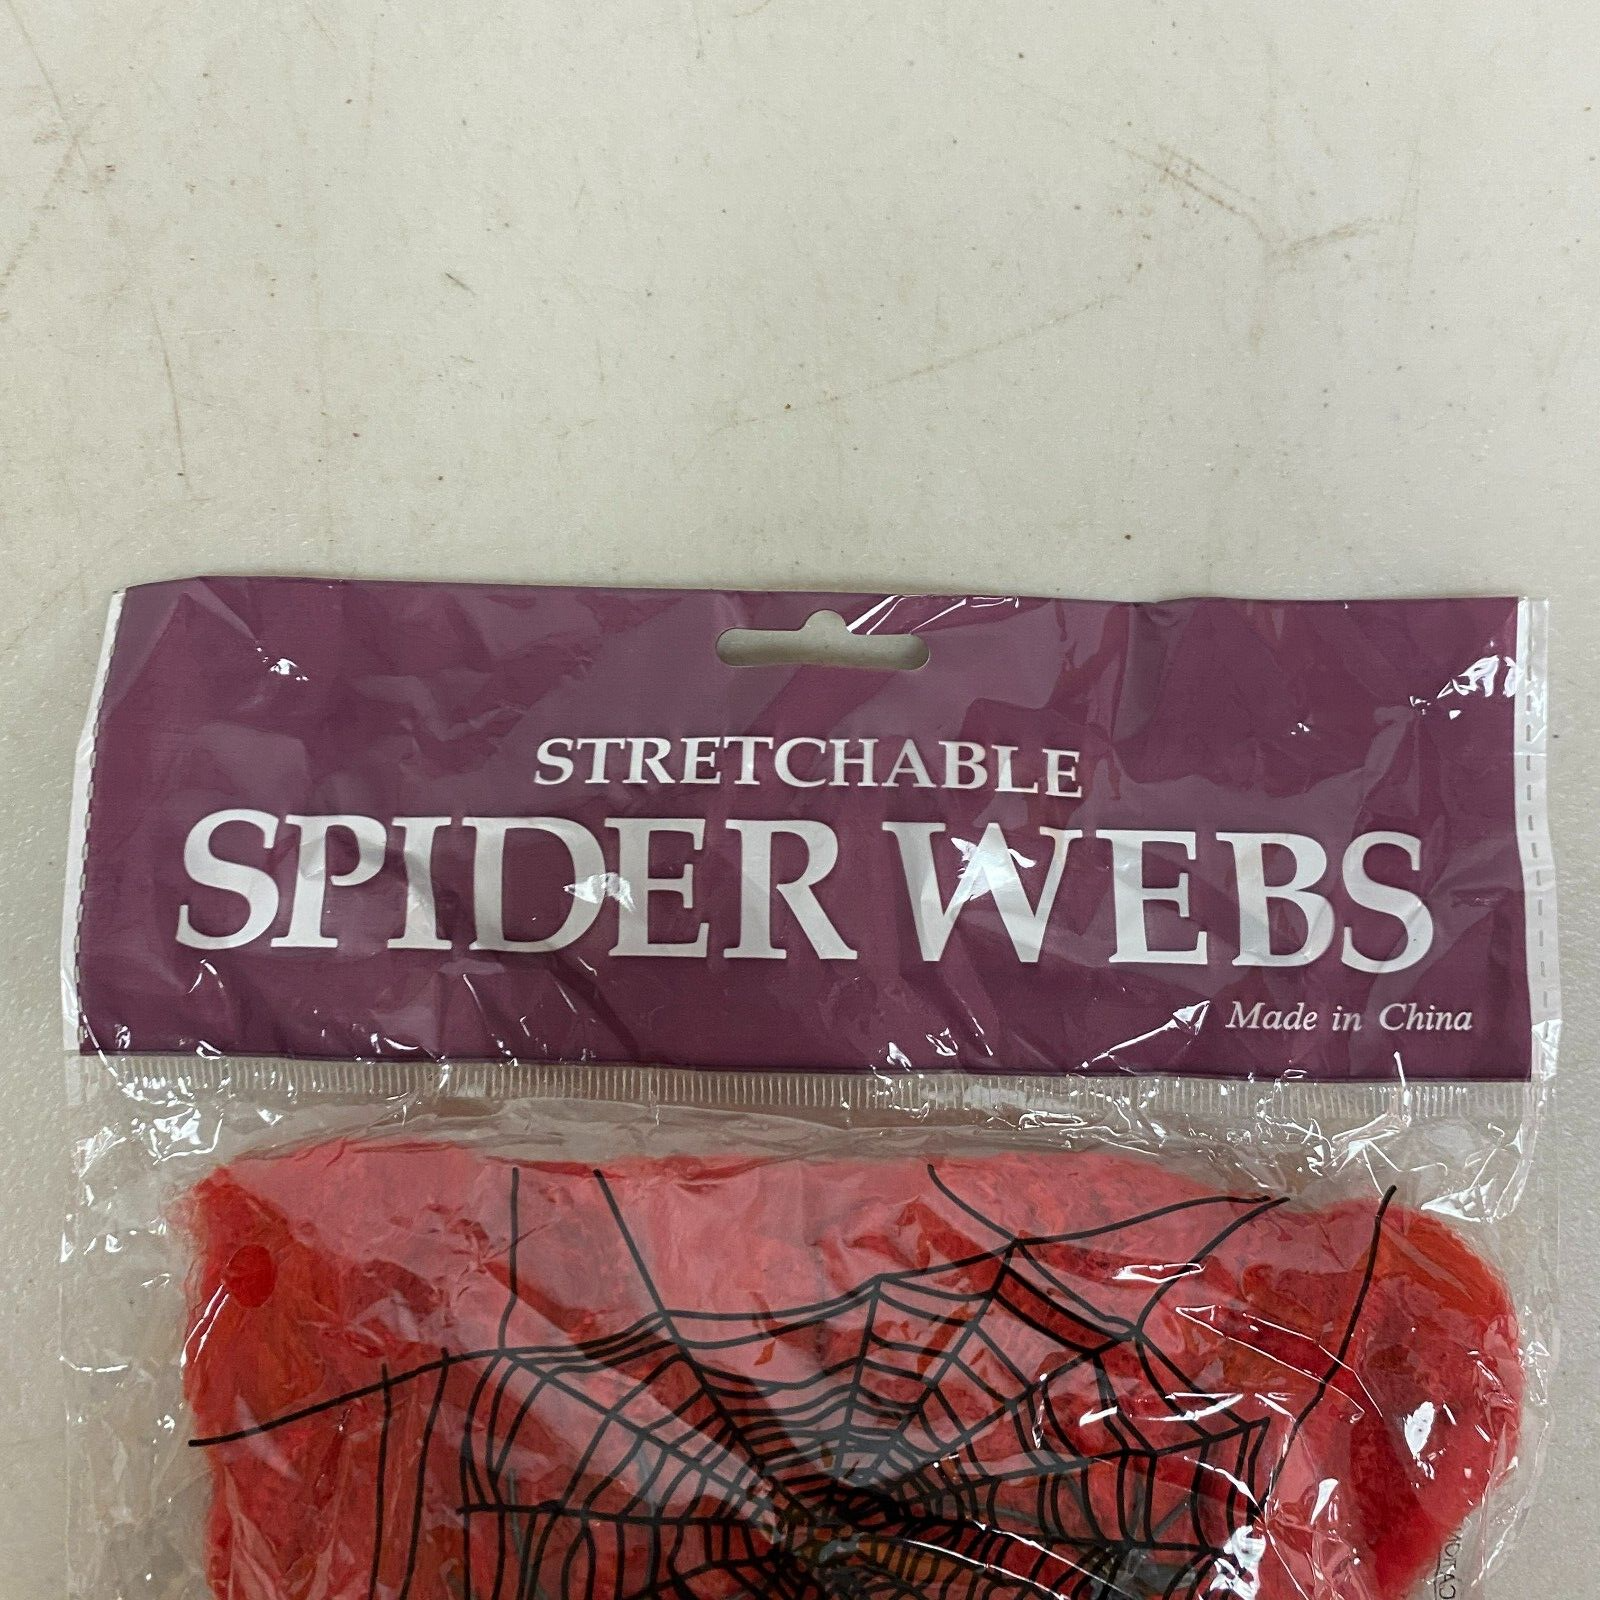 STRETCHABLE
SPIDER WEBS
Made in China